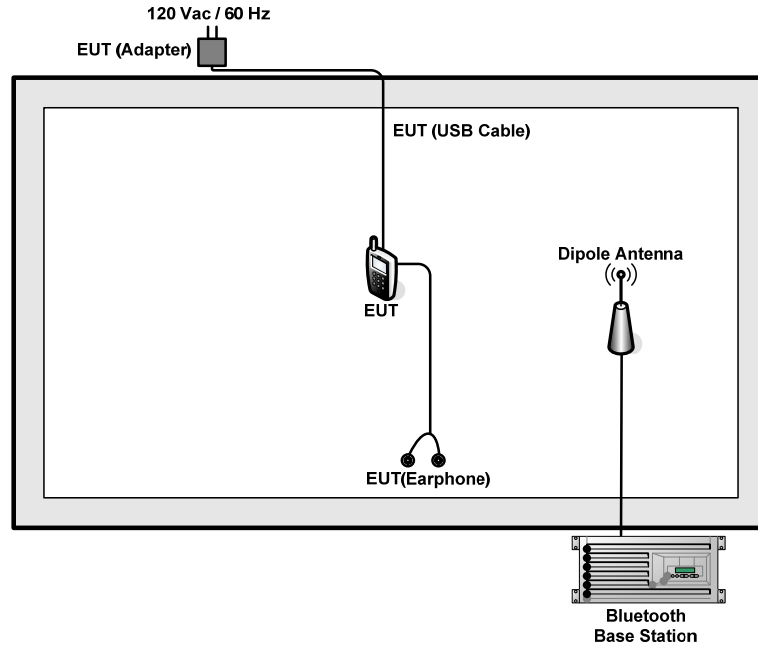 120 Vac / 60 Hz
EUT (Adapter)
EUT (USB Cable)
Dipole Antenna
EUT
EUT(Earphone)
Bluetooth
Base Station